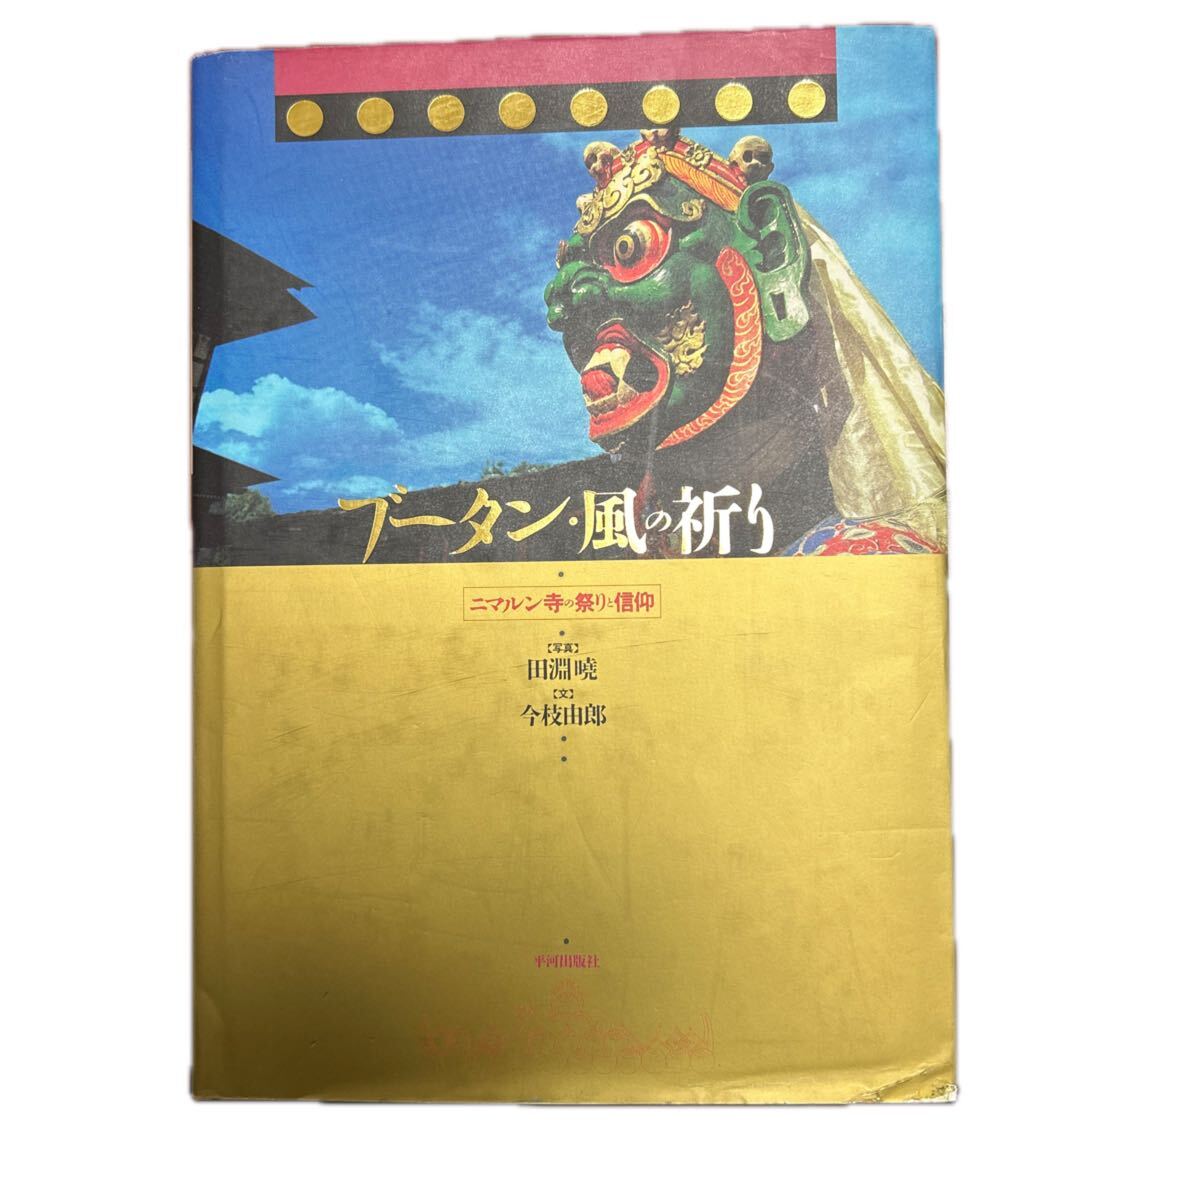 ブータン・風の祈り
ニマルン寺の祭りと信仰
【写真】
田淵暁
【文】
今枝由郎
平河出版社